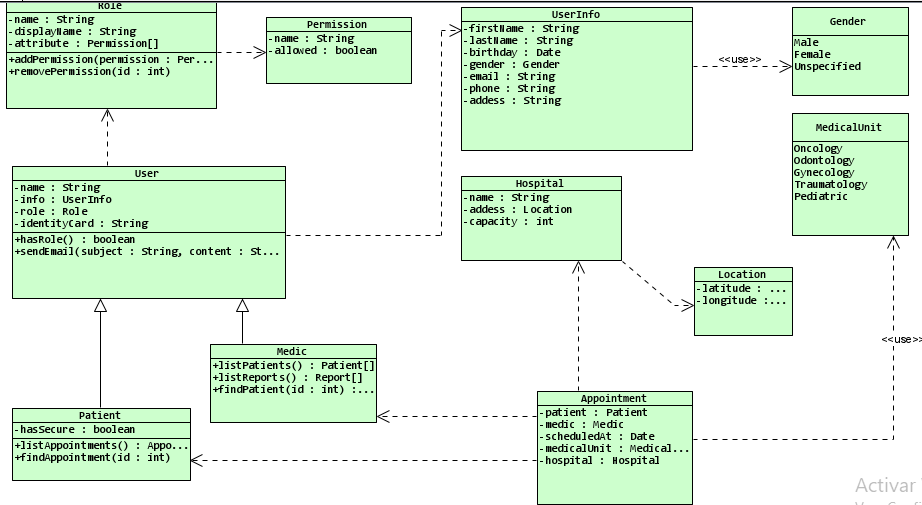 Role
-name : String
-displayName : String
-attribute : Permission[]
+addPermission(permission : Per...
+removePermission(id : int)
Permission
-name : String
-allowed : boolean
UserInfo
-firstName : String
-lastName : String
-birthday : Date
-gender : Gender
-email : String
-phone : String
-addess : String
<<use>>
Gender
Male
Female
Unspecified
MedicalUnit
Oncology
Odontology
Gynecology
Traumatology
Pediatric
User
-name : String
-info : UserInfo
-role : Role
-identityCard : String
+hasRole() : boolean
+sendEmail(subject : String, content : St...
Hospital
-name : String
-addess : Location
-capacity : int
Location
-latitude : ...
-longitude :...
<<use>>
Medic
+listPatients() : Patient[]
+listReports() : Report[]
+findPatient(id : int) :...
Patient
-hasSecure : boolean
+listAppointments() : Appo...
+findAppointment(id : int)
Appointment
-patient : Patient
-medic : Medic
-scheduledAt : Date
-medicalUnit : Medical...
-hospital : Hospital
Activar